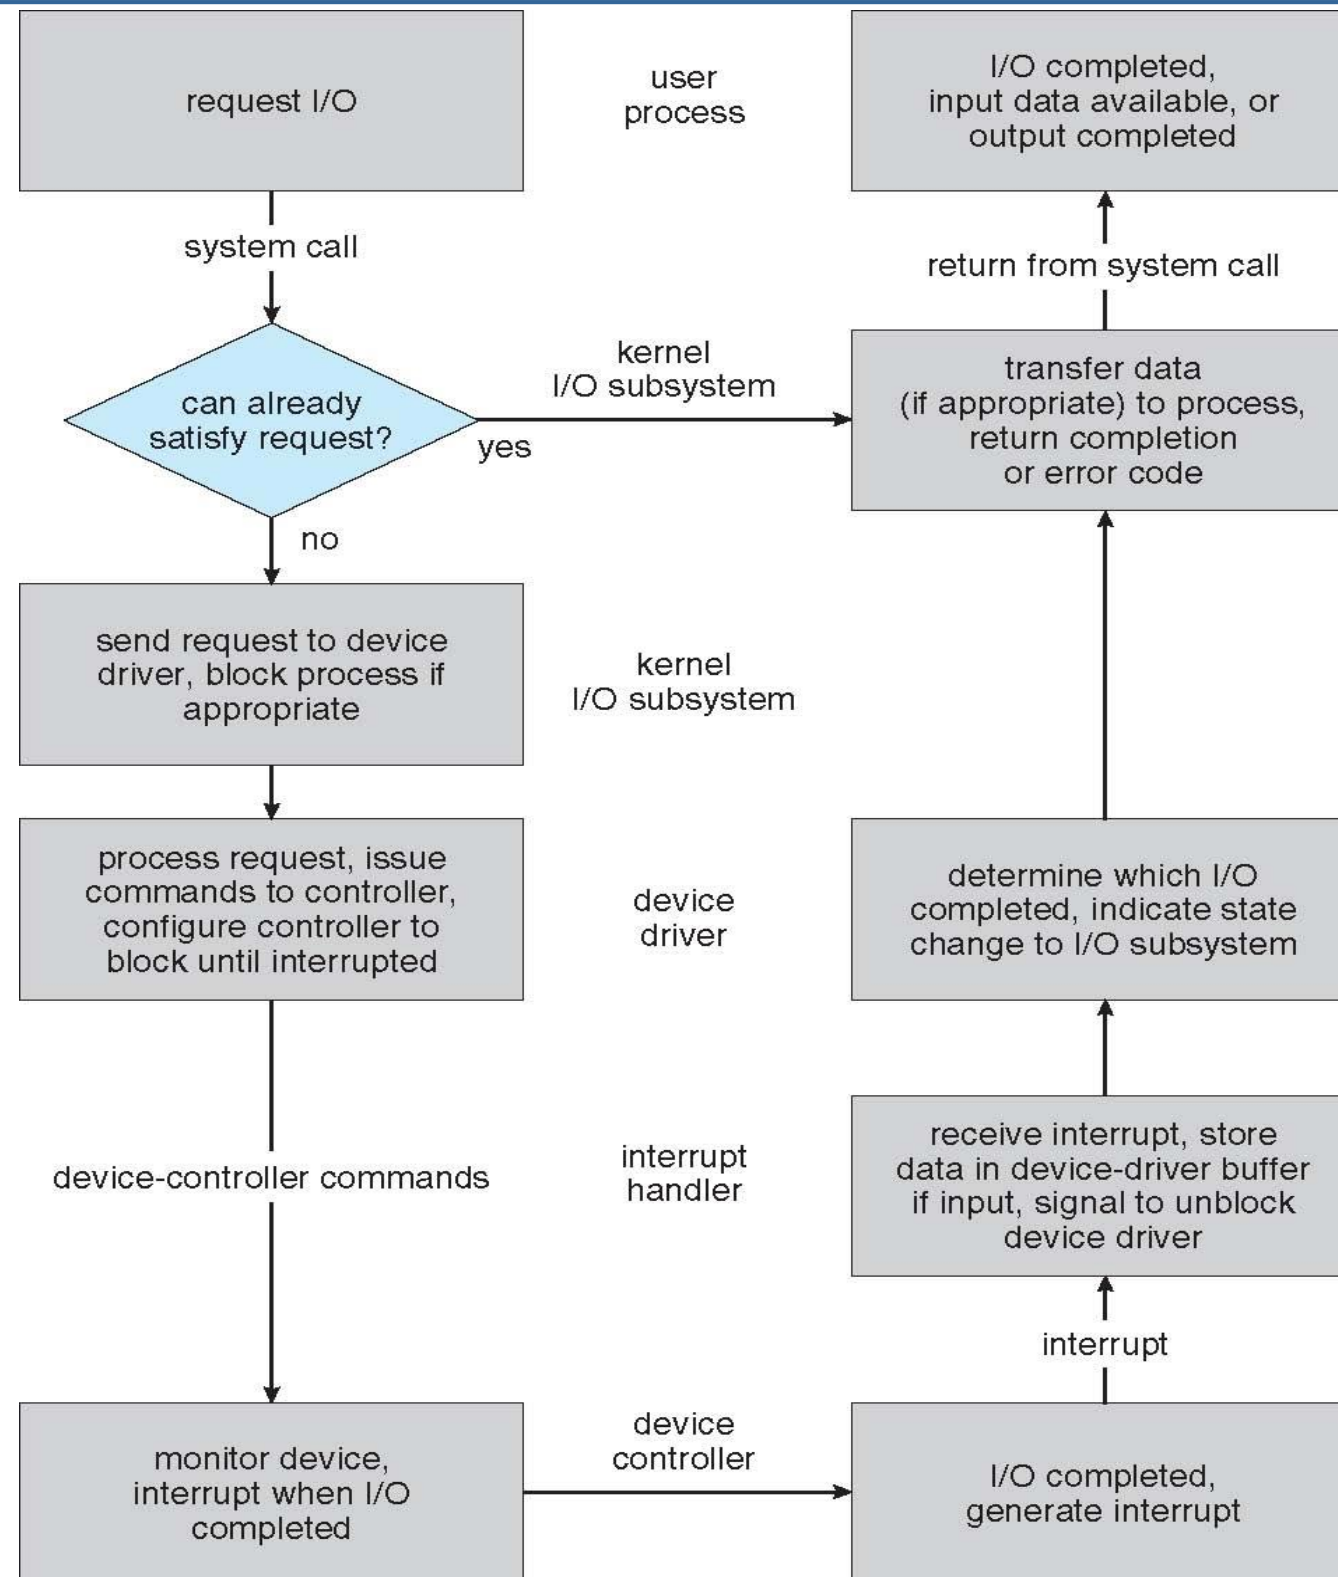 request I/O
user
process
I/O completed,
input data available, or
output completed
system call
return from system call
can already
satisfy request?
kernel
I/O subsystem
yes
transfer data
(if appropriate) to process,
return completion
or error code
no
send request to device
driver, block process if
appropriate
kernel
I/O subsystem
process request, issue
commands to controller,
configure controller to
block until interrupted
device
driver
determine which I/O
completed, indicate state
change to I/O subsystem
device-controller commands
interrupt
handler
receive interrupt, store
data in device-driver buffer
if input, signal to unblock
device driver
interrupt
monitor device,
interrupt when I/O
completed
device
controller
I/O completed,
generate interrupt